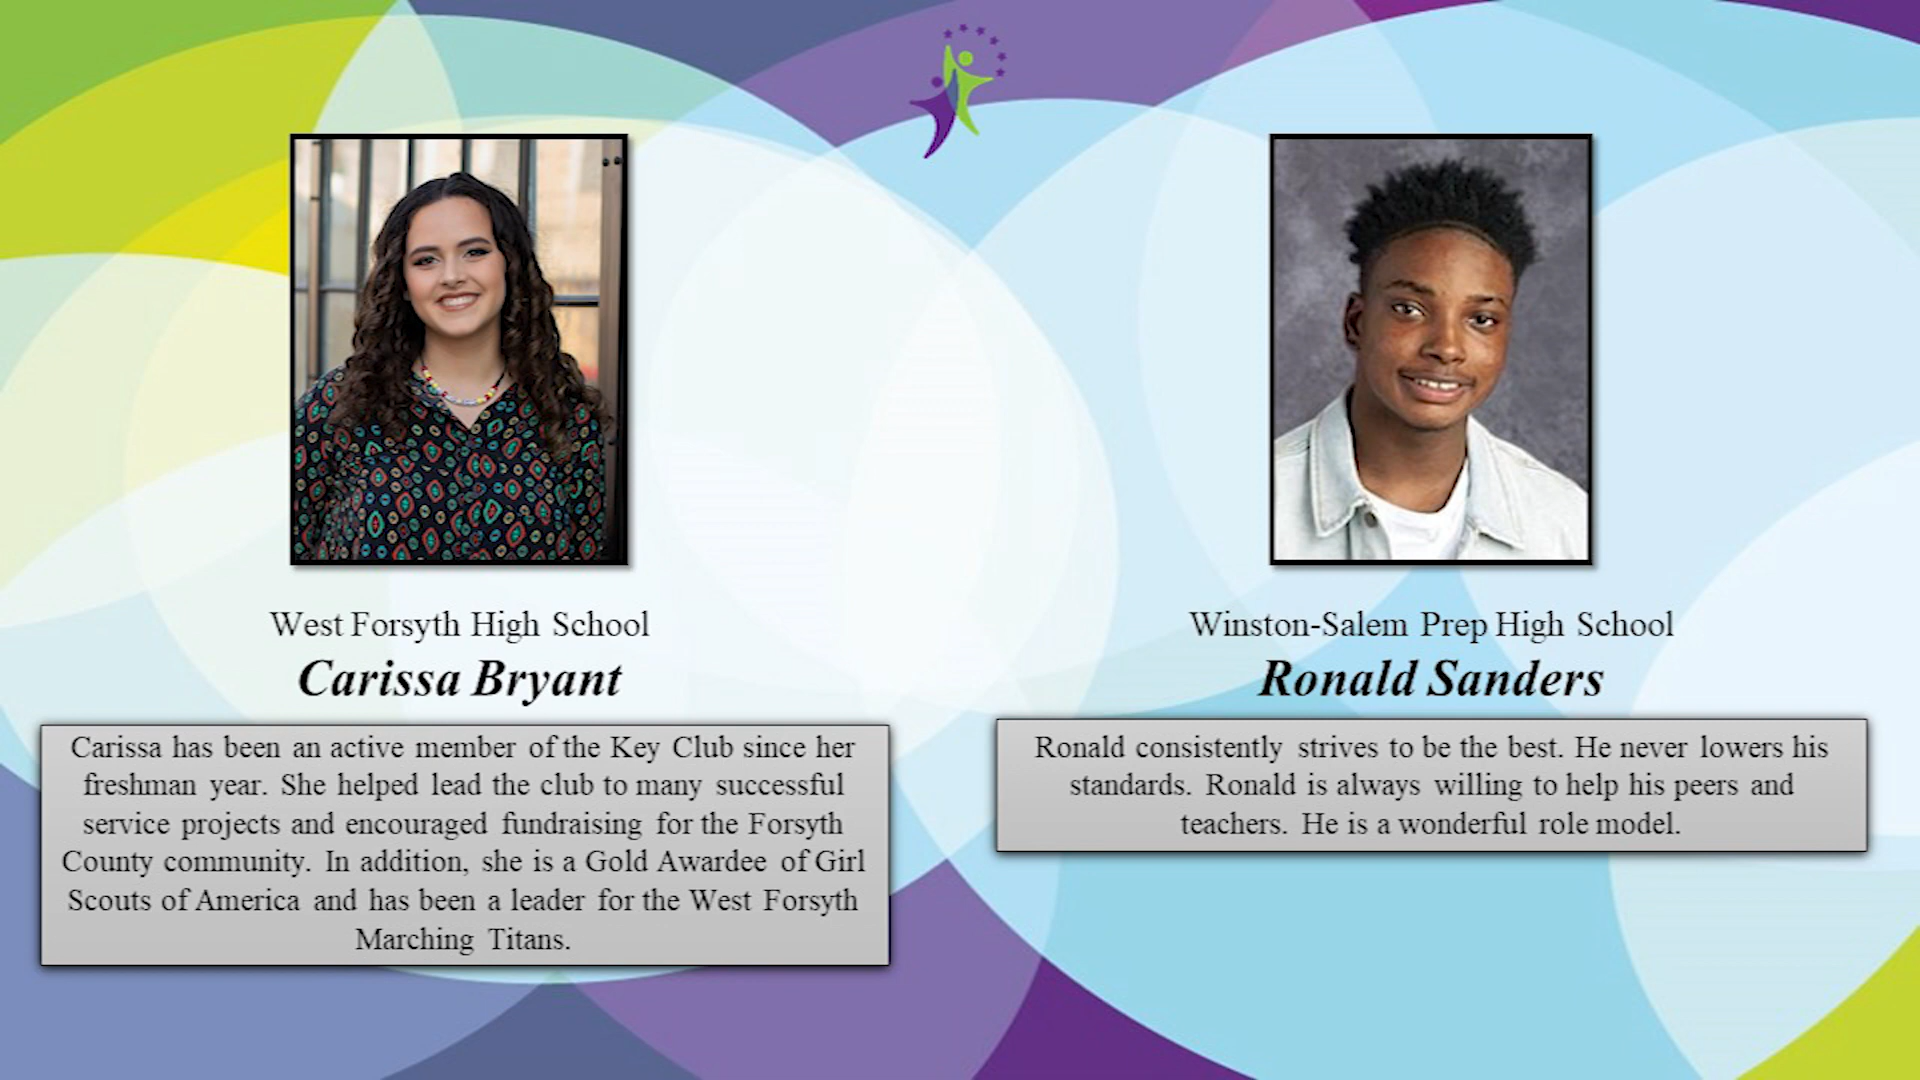 West Forsyth High School
Carissa Bryant
Carissa has been an active member of the Key Club since her
freshman year. She helped lead the club to many successful
service projects and encouraged fundraising for the Forsyth
County community. In addition, she is a Gold Awardee of Girl
Scouts of America and has been a leader for the West Forsyth
Marching Titans.
Winston-Salem Prep High School
Ronald Sanders
Ronald consistently strives to be the best. He never lowers his
standards. Ronald is always willing to help his peers and
teachers. He is a wonderful role model.